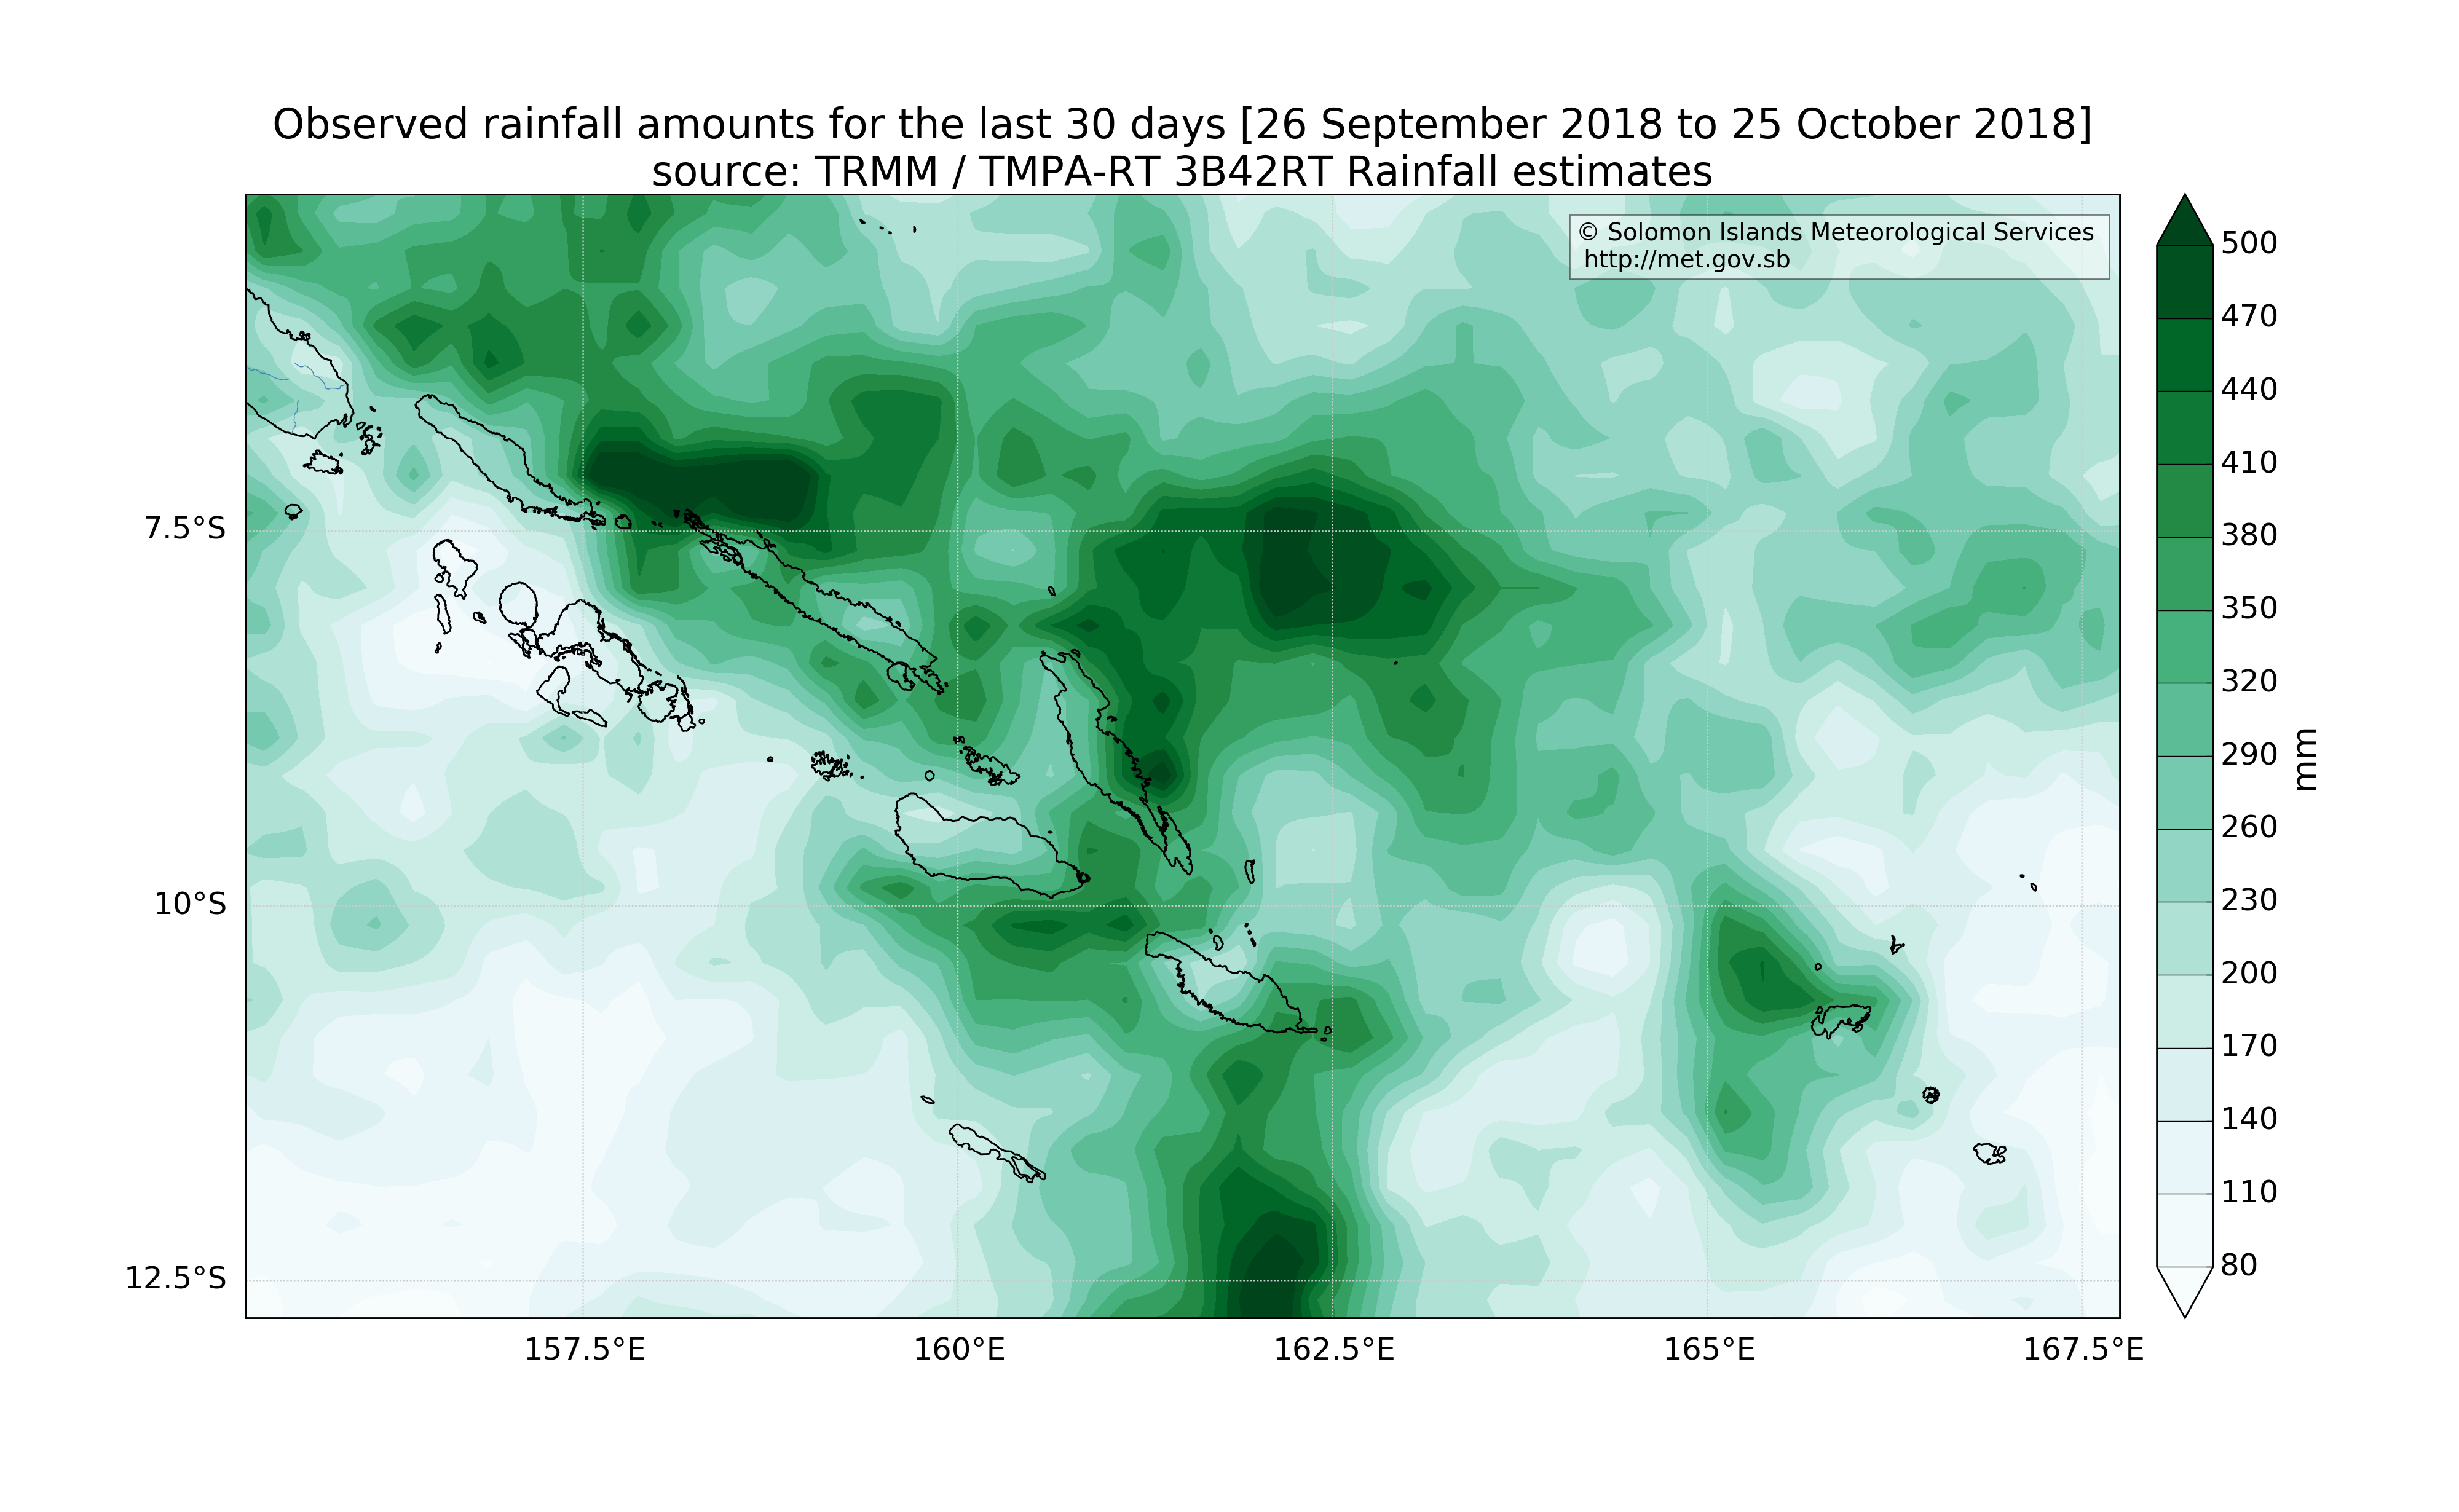 Observed rainfall amounts for the last 30 days [26 September 2018 to 25 October 2018]
source: TRMM / TMPA-RT 3B42RT Rainfall estimates
© Solomon Islands Meteorological Services
http://met.gov.sb
7.5°S
10°S
12.5°S
157.5°E
160°E
162.5°E
165°E
167.5°E
500
470
440
410
380
350
320
290
260
230
200
170
140
110
80
mm